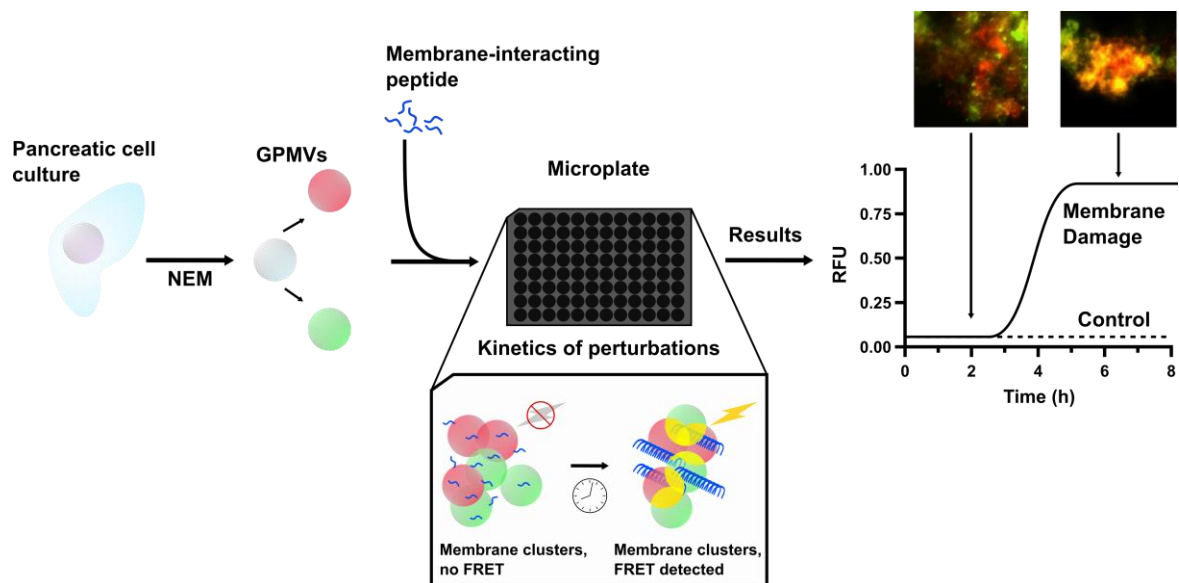 Pancreatic cell
culture
NEM
GPMVs
Membrane-interacting
peptide
Microplate
Kinetics of perturbations
Membrane clusters,
no FRET
Membrane clusters,
FRET detected
Results
RFU
1.00
0.75
0.50
0.25
0.00
Membrane
Damage
Control
0
2
4
6
8
Time (h)